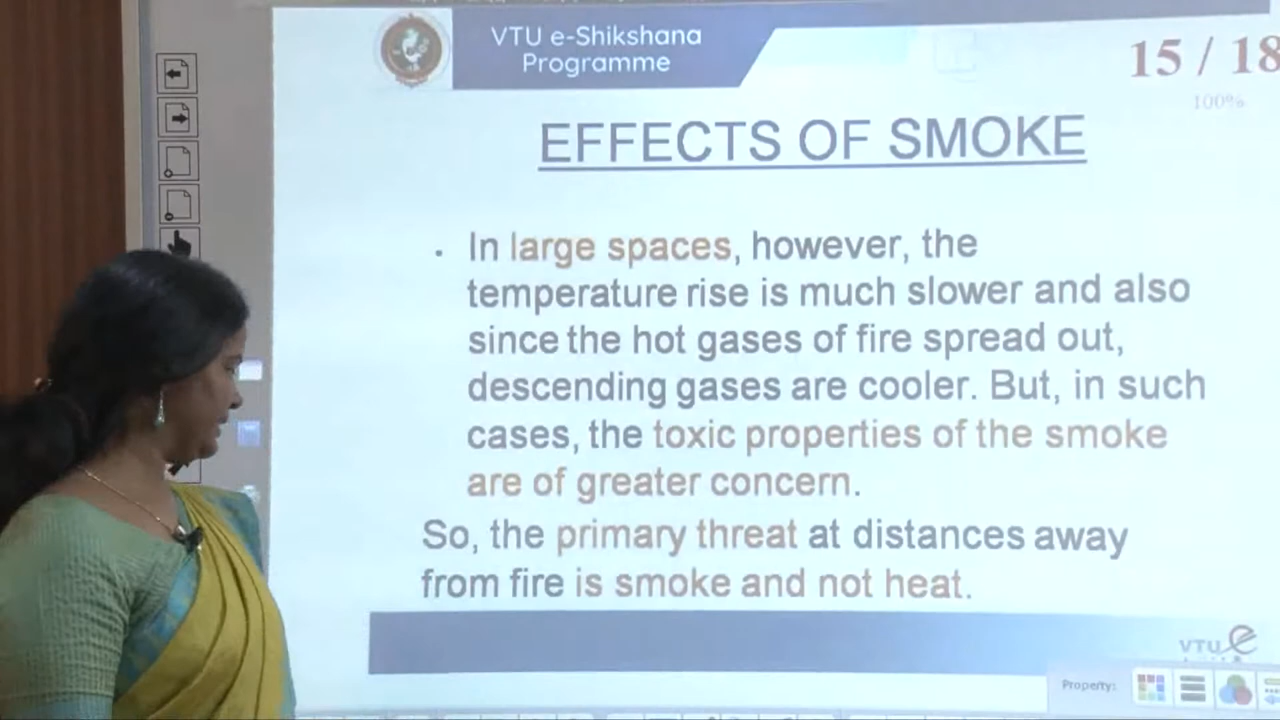 VTU e-Shikshana
Programme
15 / 18
100%
EFFECTS OF SMOKE
• In large spaces, however, the
temperature rise is much slower and also
since the hot gases of fire spread out,
descending gases are cooler. But, in such
cases, the toxic properties of the smoke
are of greater concern.
So, the primary threat at distances away
from fire is smoke and not heat.
VTU e
Property: